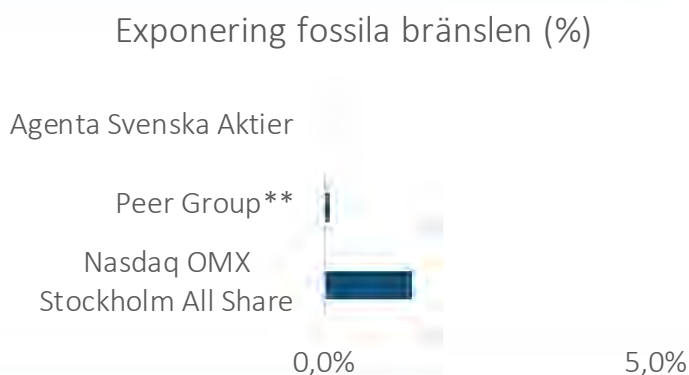 Exponering fossila bränslen (%)
Agenta Svenska Aktier
Peer Group**
Nasdaq OMX
Stockholm All Share
0,0% 5,0%